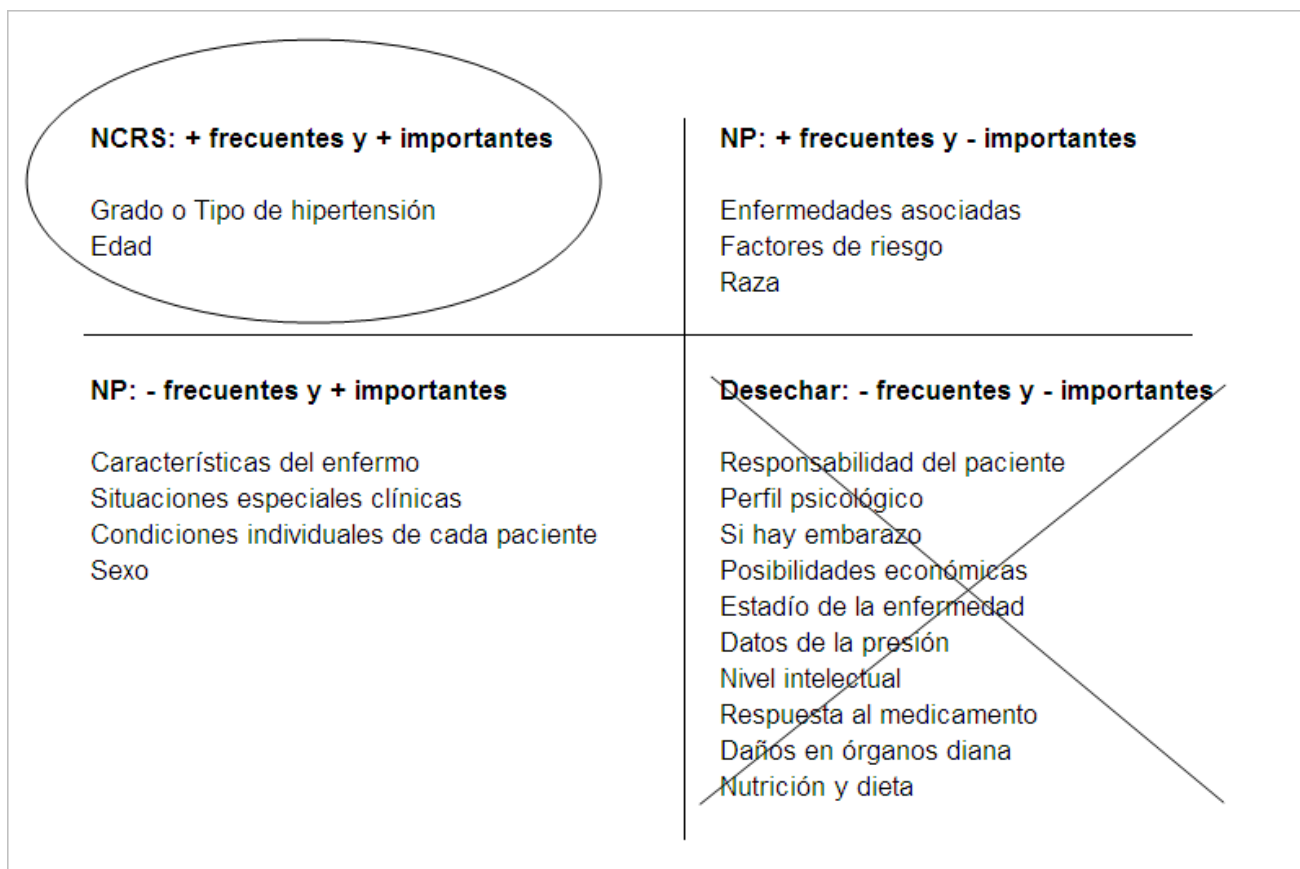 NCRS: + frecuentes y + importantes
Grado o Tipo de hipertensión
Edad
NP: + frecuentes y - importantes
Enfermedades asociadas
Factores de riesgo
Raza
NP: - frecuentes y + importantes
Características del enfermo
Situaciones especiales clínicas
Condiciones individuales de cada paciente
Sexo
Desechar: - frecuentes y - importantes
Responsabilidad del paciente
Perfil psicológico
Si hay embarazo
Posibilidades económicas
Estadío de la enfermedad
Datos de la presión
Nivel intelectual
Respuesta al medicamento
Daños en órganos diana
Nutrición y dieta